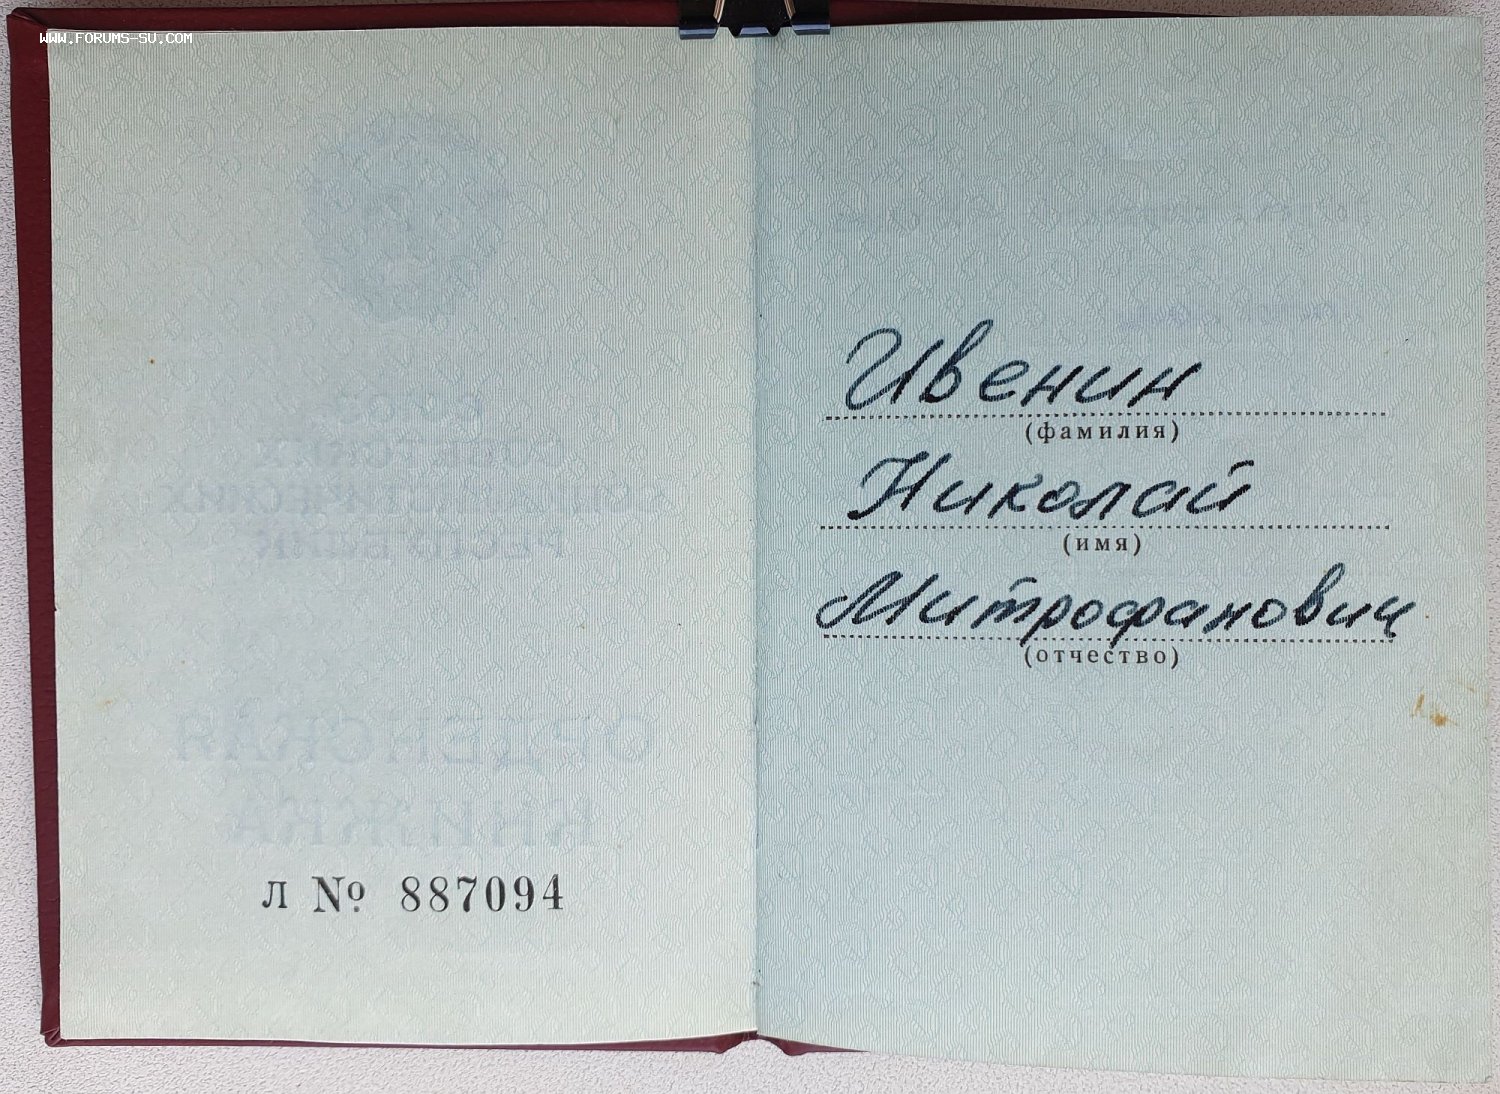 WWW.FORUMS-SU.COM
Л № 887094
Ивенин
(фамилия)
Николай
(имя)
Митрофанович
(отчество)